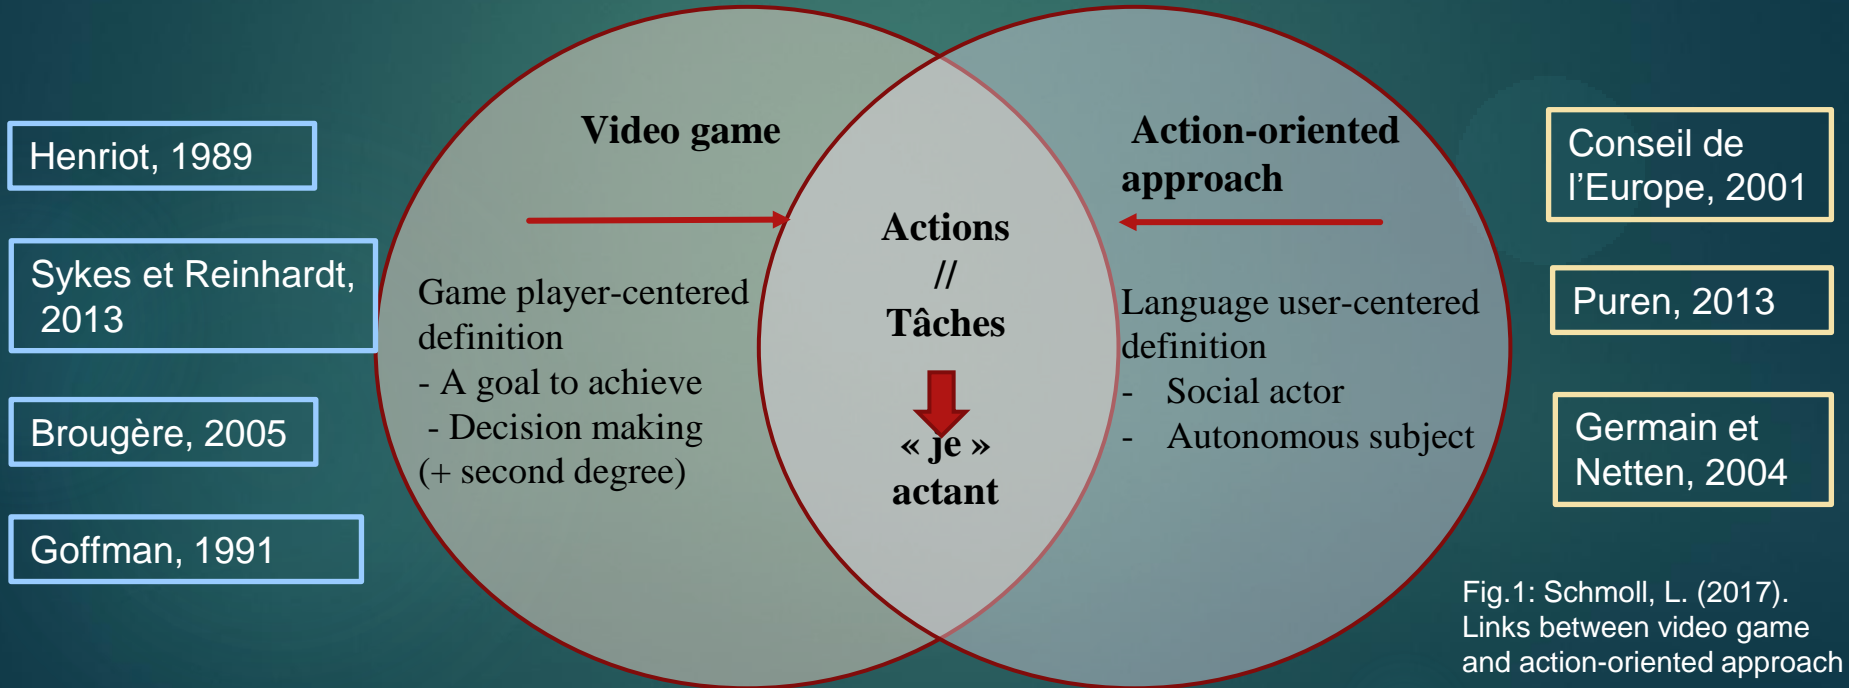 Henriot, 1989
Sykes et Reinhardt,
2013
Brougère, 2005
Goffman, 1991
Video game
Game player-centered
definition
- A goal to achieve
- Decision making
(+ second degree)
Actions
//
Tâches
« je »
actant
Action-oriented
approach
Language user-centered
definition
- Social actor
- Autonomous subject
Conseil de
l’Europe, 2001
Puren, 2013
Germain et
Netten, 2004
Fig.1: Schmoll, L. (2017).
Links between video game
and action-oriented approach